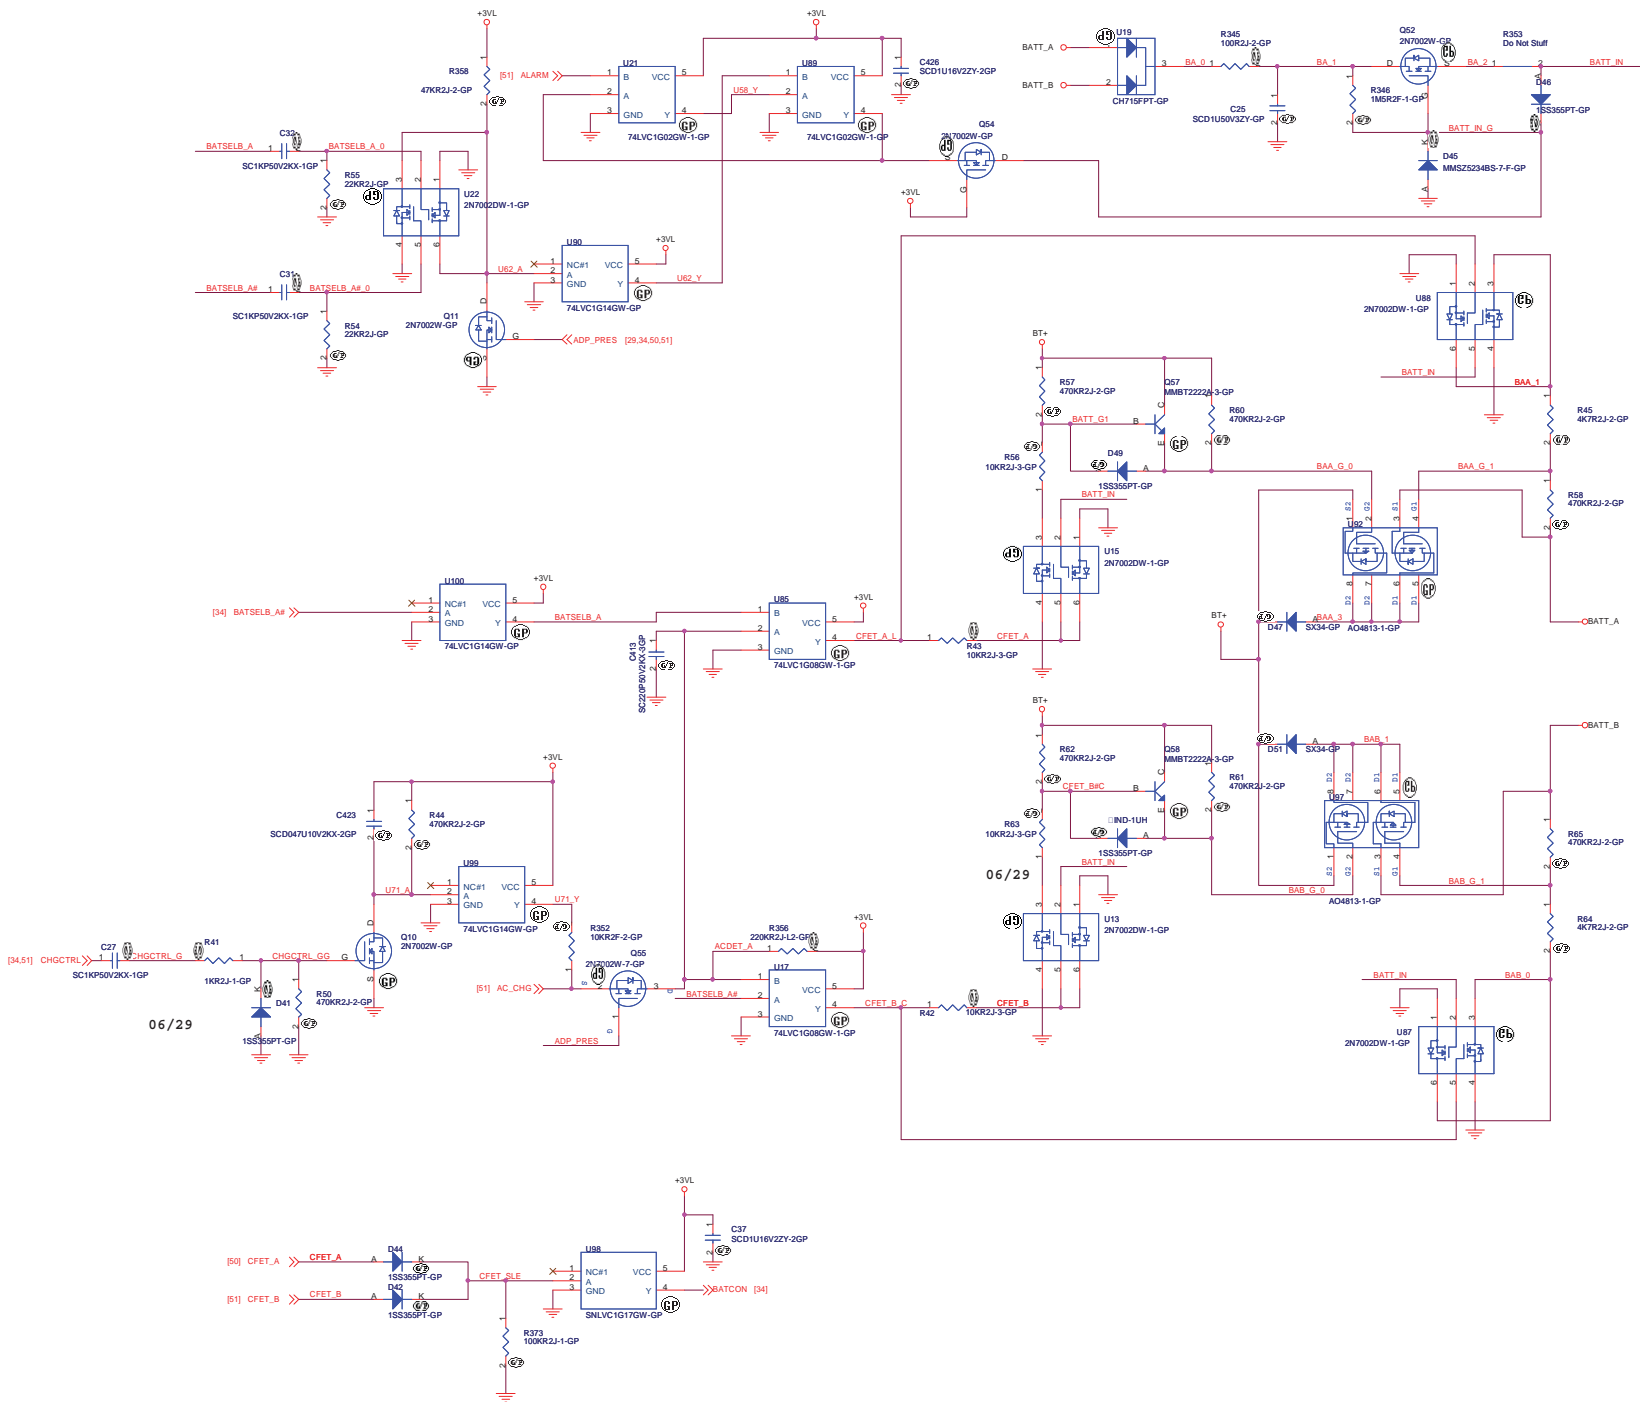 +3VL
R358
47KR2J-2-GP
[51] ALARM
U21
B
A
GND
VCC
Y
74LVC1G02GW-1-GP
U58_Y
+3VL
U89
B
A
GND
VCC
Y
74LVC1G02GW-1-GP
C426
SCD1U16V2ZY-2GP
BATT_A
BATT_B
U19
CH715FPT-GP
BA_0
R345
100R2J-2-GP
C25
SCD1U50V3ZY-GP
BA_1
R346
1M5R2F-1-GP
Q52
2N7002W-GP
BA_2
R353
Do Not Stuff
BATT_IN
D46
1SS355PT-GP
BATT_IN_G
D45
MMSZ5234BS-7-F-GP
Q54
2N7002W-GP
+3VL
BATSELB_A
C32
SC1KP50V2KX-1GP
BATSELB_A_0
R55
22KR2J-GP
U22
2N7002DW-1-GP
BATSELB_A#
C31
SC1KP50V2KX-1GP
BATSELB_A#_0
R54
22KR2J-GP
U62_A
U90
NC#1
A
GND
VCC
Y
74LVC1G14GW-GP
+3VL
U62_Y
Q11
2N7002W-GP
ADP_PRES [29,34,50,51]
U88
2N7002DW-1-GP
BATT_IN
BAA_1
R45
4K7R2J-2-GP
BT+
R57
470KR2J-2-GP
BATT_G1
Q57
MMBT2222A-3-GP
R60
470KR2J-2-GP
R56
10KR2J-3-GP
D49
1SS355PT-GP
BATT_IN
BAA_G_0
BAA_G_1
R58
470KR2J-2-GP
U92
AO4813-1-GP
U15
2N7002DW-1-GP
BT+
D47
SX34-GP
BAA_3
BATT_A
[34] BATSELB_A#
U100
NC#1
A
GND
VCC
Y
74LVC1G14GW-GP
+3VL
BATSELB_A
C413
SC220P50V2KX-3GP
U85
B
A
GND
VCC
Y
74LVC1G08GW-1-GP
+3VL
CFET_A_L
R43
10KR2J-3-GP
CFET_A
BT+
R62
470KR2J-2-GP
CFET_B#C
Q58
MMBT2222A-3-GP
R61
470KR2J-2-GP
R63
10KR2J-3-GP
IND-1UH
1SS355PT-GP
06/29
BATT_IN
D51
SX34-GP
BAB_1
BATT_B
U97
AO4813-1-GP
BAB_G_0
BAB_G_1
R65
470KR2J-2-GP
R64
4K7R2J-2-GP
U13
2N7002DW-1-GP
+3VL
C423
SCD047U10V2KX-2GP
R44
470KR2J-2-GP
U71_A
U99
NC#1
A
GND
VCC
Y
74LVC1G14GW-GP
U71_Y
[34,51] CHGCTRL
C27
SC1KP50V2KX-1GP
CHGCTRL_G
R41
1KR2J-1-GP
CHGCTRL_GG
D41
1SS355PT-GP
R50
470KR2J-2-GP
Q10
2N7002W-GP
06/29
R352
10KR2F-2-GP
[51] AC_CHG
Q55
2N7002W-7-GP
ADP_PRES
ACDET_A
R356
220KR2J-L2-GP
+3VL
BATSELB_A#
U17
B
A
GND
VCC
Y
74LVC1G08GW-1-GP
CFET_B_C
R42
10KR2J-3-GP
CFET_B
BATT_IN
BAB_0
U87
2N7002DW-1-GP
[50] CFET_A
CFET_A
D44
1SS355PT-GP
[51] CFET_B
CFET_B
D42
1SS355PT-GP
CFET_SLE
R373
100KR2J-1-GP
U98
NC#1
A
GND
VCC
Y
SNLVC1G17GW-GP
+3VL
C37
SCD1U16V2ZY-2GP
BATCON [34]